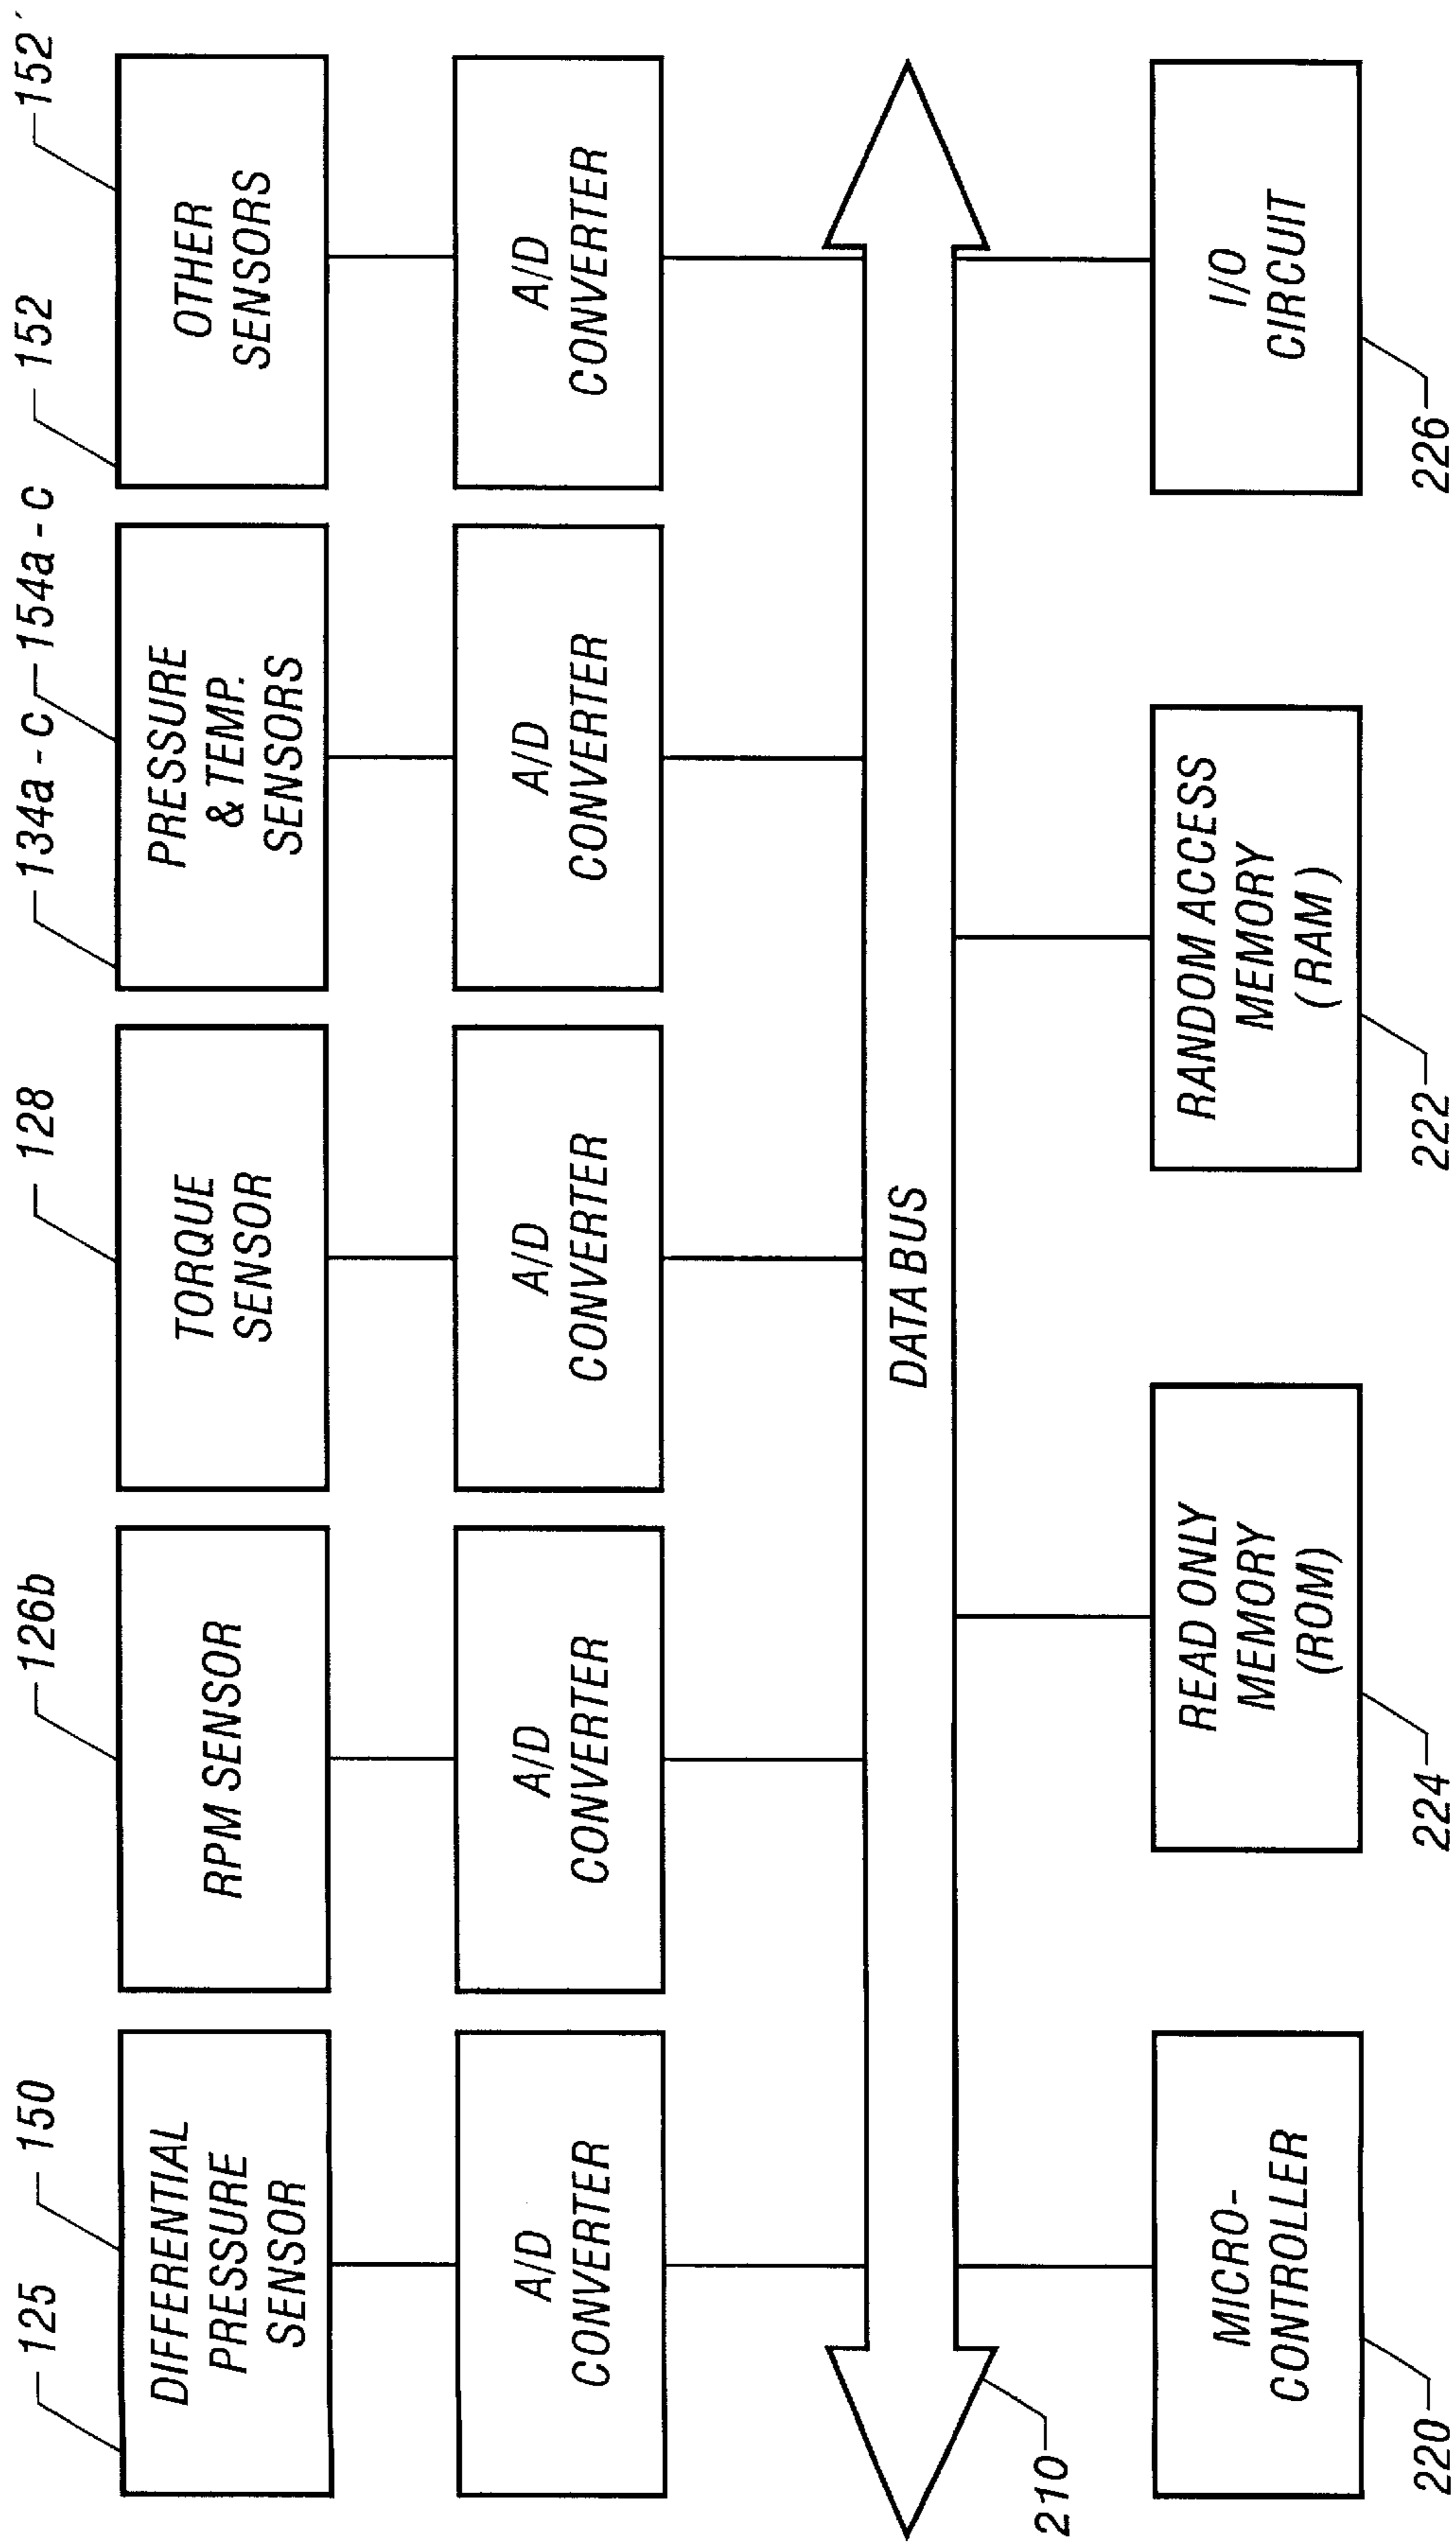 125
150
126b
128
134a - c
154a - c
152
152´
DIFFERENTIAL
PRESSURE
SENSOR
RPM SENSOR
TORQUE
SENSOR
PRESSURE
& TEMP.
SENSORS
OTHER
SENSORS
A/D
CONVERTER
A/D
CONVERTER
A/D
CONVERTER
A/D
CONVERTER
A/D
CONVERTER
DATA BUS
210
MICRO-
CONTROLLER
READ ONLY
MEMORY
(ROM)
RANDOM ACCESS
MEMORY
( RAM )
I/O
CIRCUIT
220
224
222
226